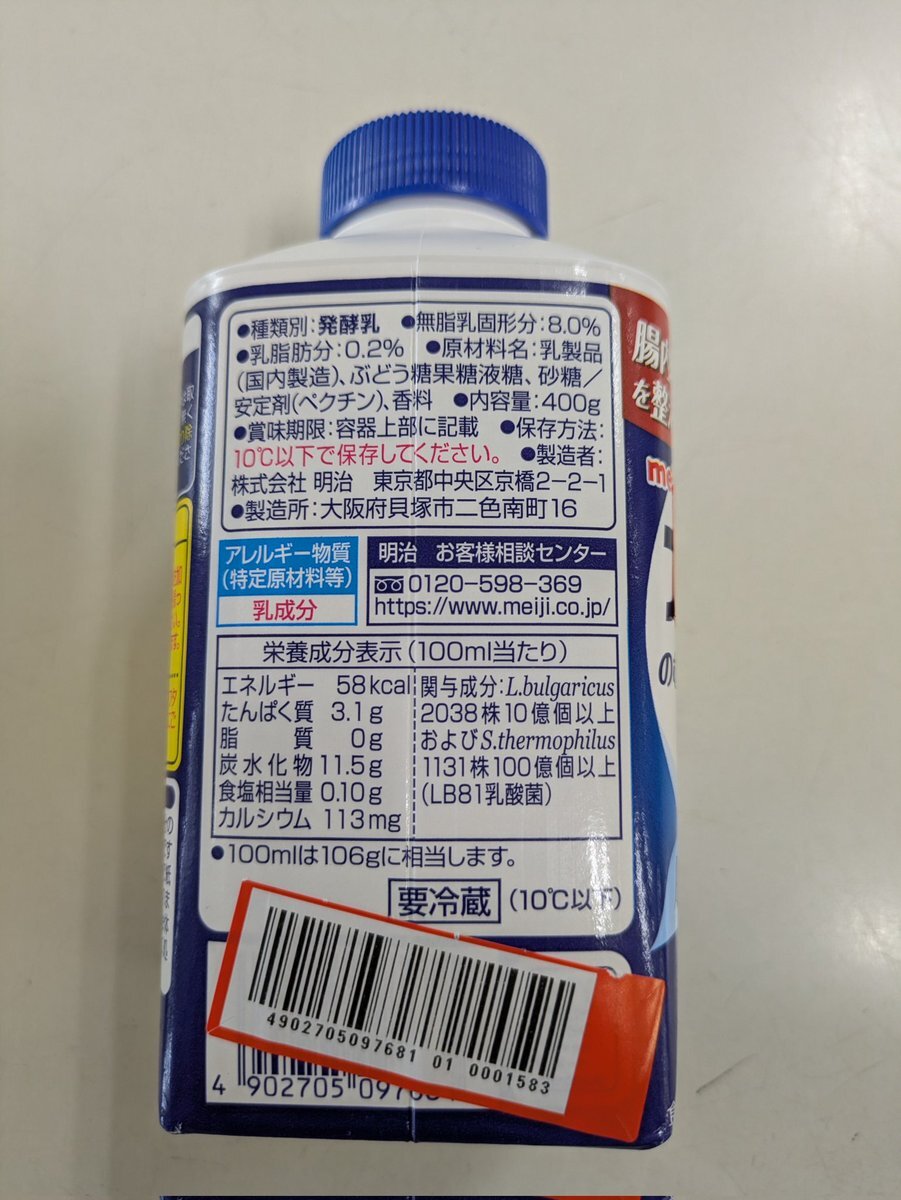 ●種類別：発酵乳 ●無脂乳固形分：8.0%
●乳脂肪分：0.2% ●原材料名：乳製品
(国内製造)、ぶどう糖果糖液糖、砂糖／
安定剤(ペクチン)、香料 ●内容量：400g
●賞味期限：容器上部に記載 ●保存方法：
10℃以下で保存してください。 ●製造者：
株式会社 明治 東京都中央区京橋2-2-1
●製造所：大阪府貝塚市二色南町16
アレルギー物質
(特定原材料等)
乳成分
明治 お客様相談センター
0120-598-369
https://www.meiji.co.jp/
栄養成分表示(100ml当たり)
エネルギー 58kcal
たんぱく質 3.1g
脂質 0g
炭水化物 11.5g
食塩相当量 0.10g
カルシウム 113mg
関与成分：L.bulgaricus
2038株10億個以上
およびS.thermophilus
1131株100億個以上
(LB81乳酸菌)
●100mlは106gに相当します。
要冷蔵 (10℃以下)
4902705097681 01 0001583
4 902705
腸内
を整